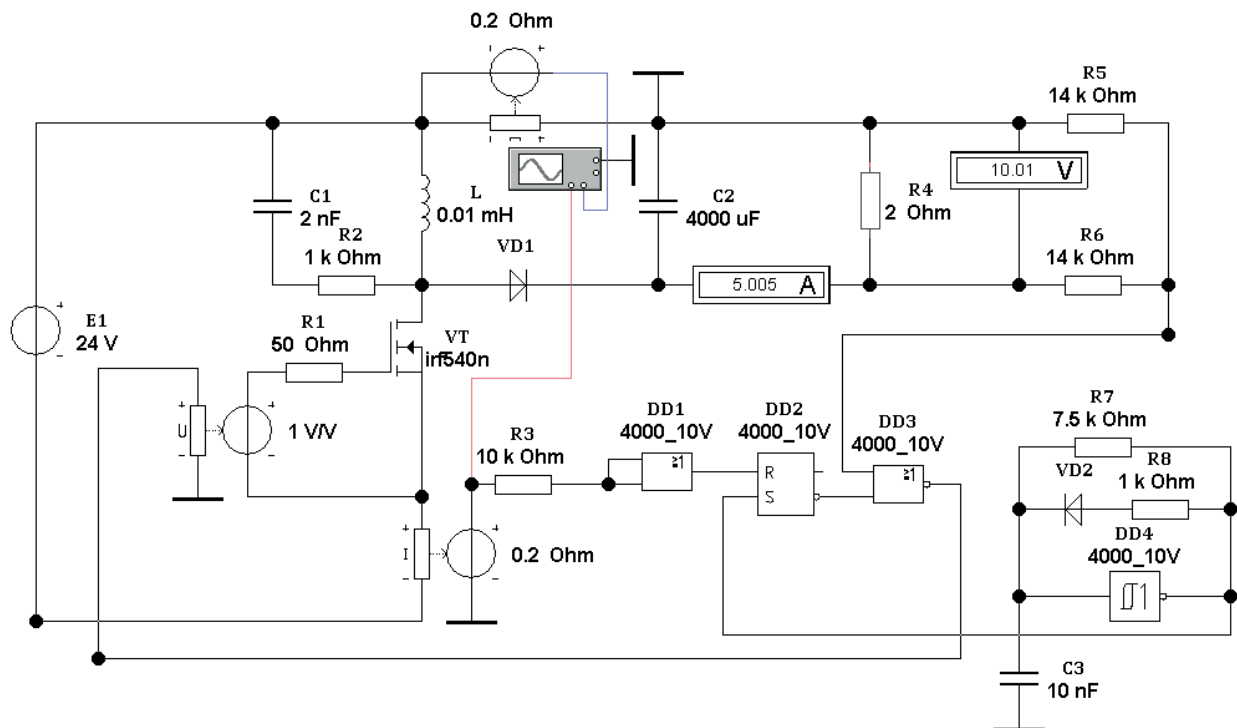 0.2 Ohm
R5
14 k Ohm
10.01 V
C1
2 nF
L
0.01 mH
C2
4000 uF
R4
2 Ohm
R2
1 k Ohm
VD1
R6
14 k Ohm
5.005 A
E1
24 V
R1
50 Ohm
VT
irf540n
U
1 V/V
R3
10 k Ohm
DD1
4000_10V
≥1
DD2
4000_10V
R
S
DD3
4000_10V
≥1
R7
7.5 k Ohm
VD2
R8
1 k Ohm
DD4
4000_10V
1
I
0.2 Ohm
C3
10 nF